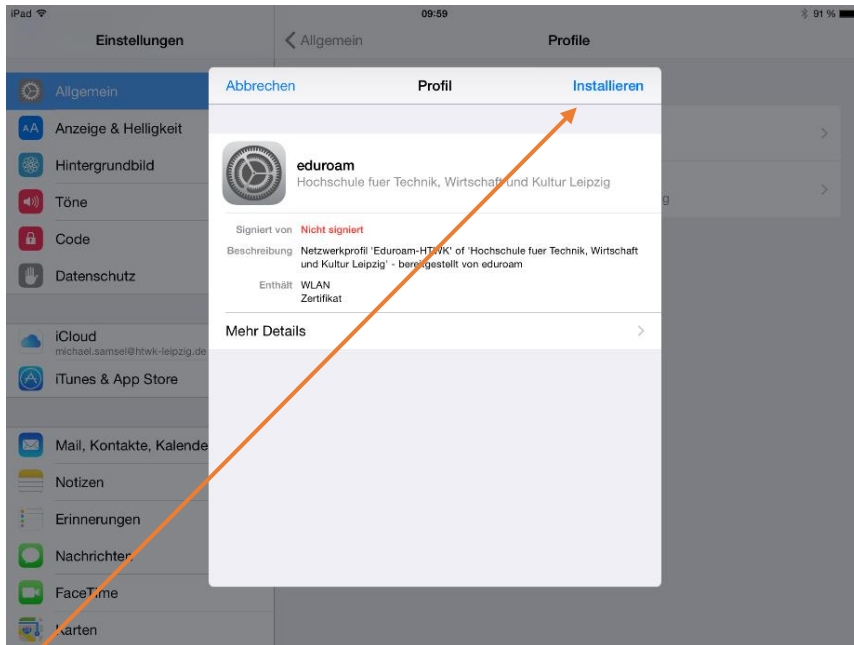 iPad 09:59 91 %
Einstellungen
Allgemein
Profile
Allgemein
Anzeige & Helligkeit
Hintergrundbild
Töne
Code
Datenschutz
iCloud
michael.samsel@htwk-leipzig.de
iTunes & App Store
Mail, Kontakte, Kalende
Notizen
Erinnerungen
Nachrichten
FaceTime
Karten
Abbrechen Profil Installieren
eduroam
Hochschule fuer Technik, Wirtschaft und Kultur Leipzig
Signiert von Nicht signiert
Beschreibung Netzwerkprofil 'Eduroam-HTWK' of 'Hochschule fuer Technik, Wirtschaft
und Kultur Leipzig' - bereitgestellt von eduroam
Enthält WLAN
Zertifikat
Mehr Details
g